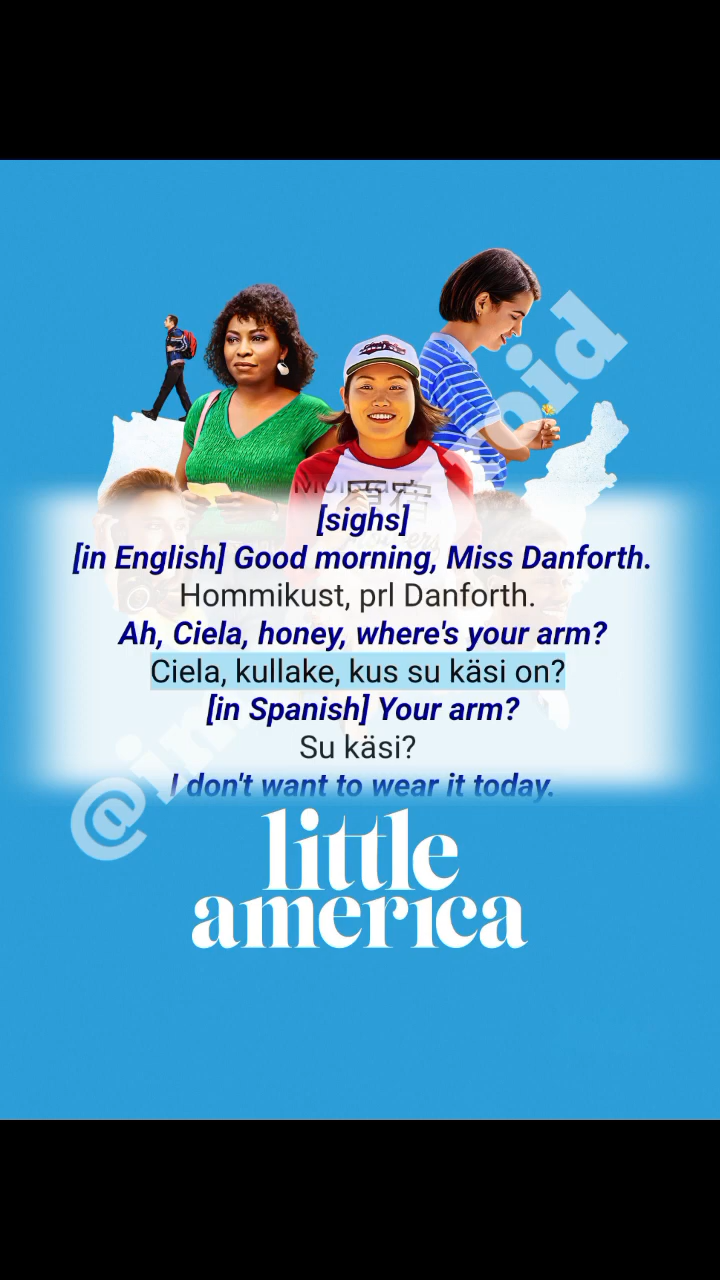 [sighs]
[in English] Good morning, Miss Danforth.
Hommikust, prl Danforth.
Ah, Ciela, honey, where's your arm?
Ciela, kullake, kus su käsi on?
[in Spanish] Your arm?
Su käsi?
I don't want to wear it today.
little
america